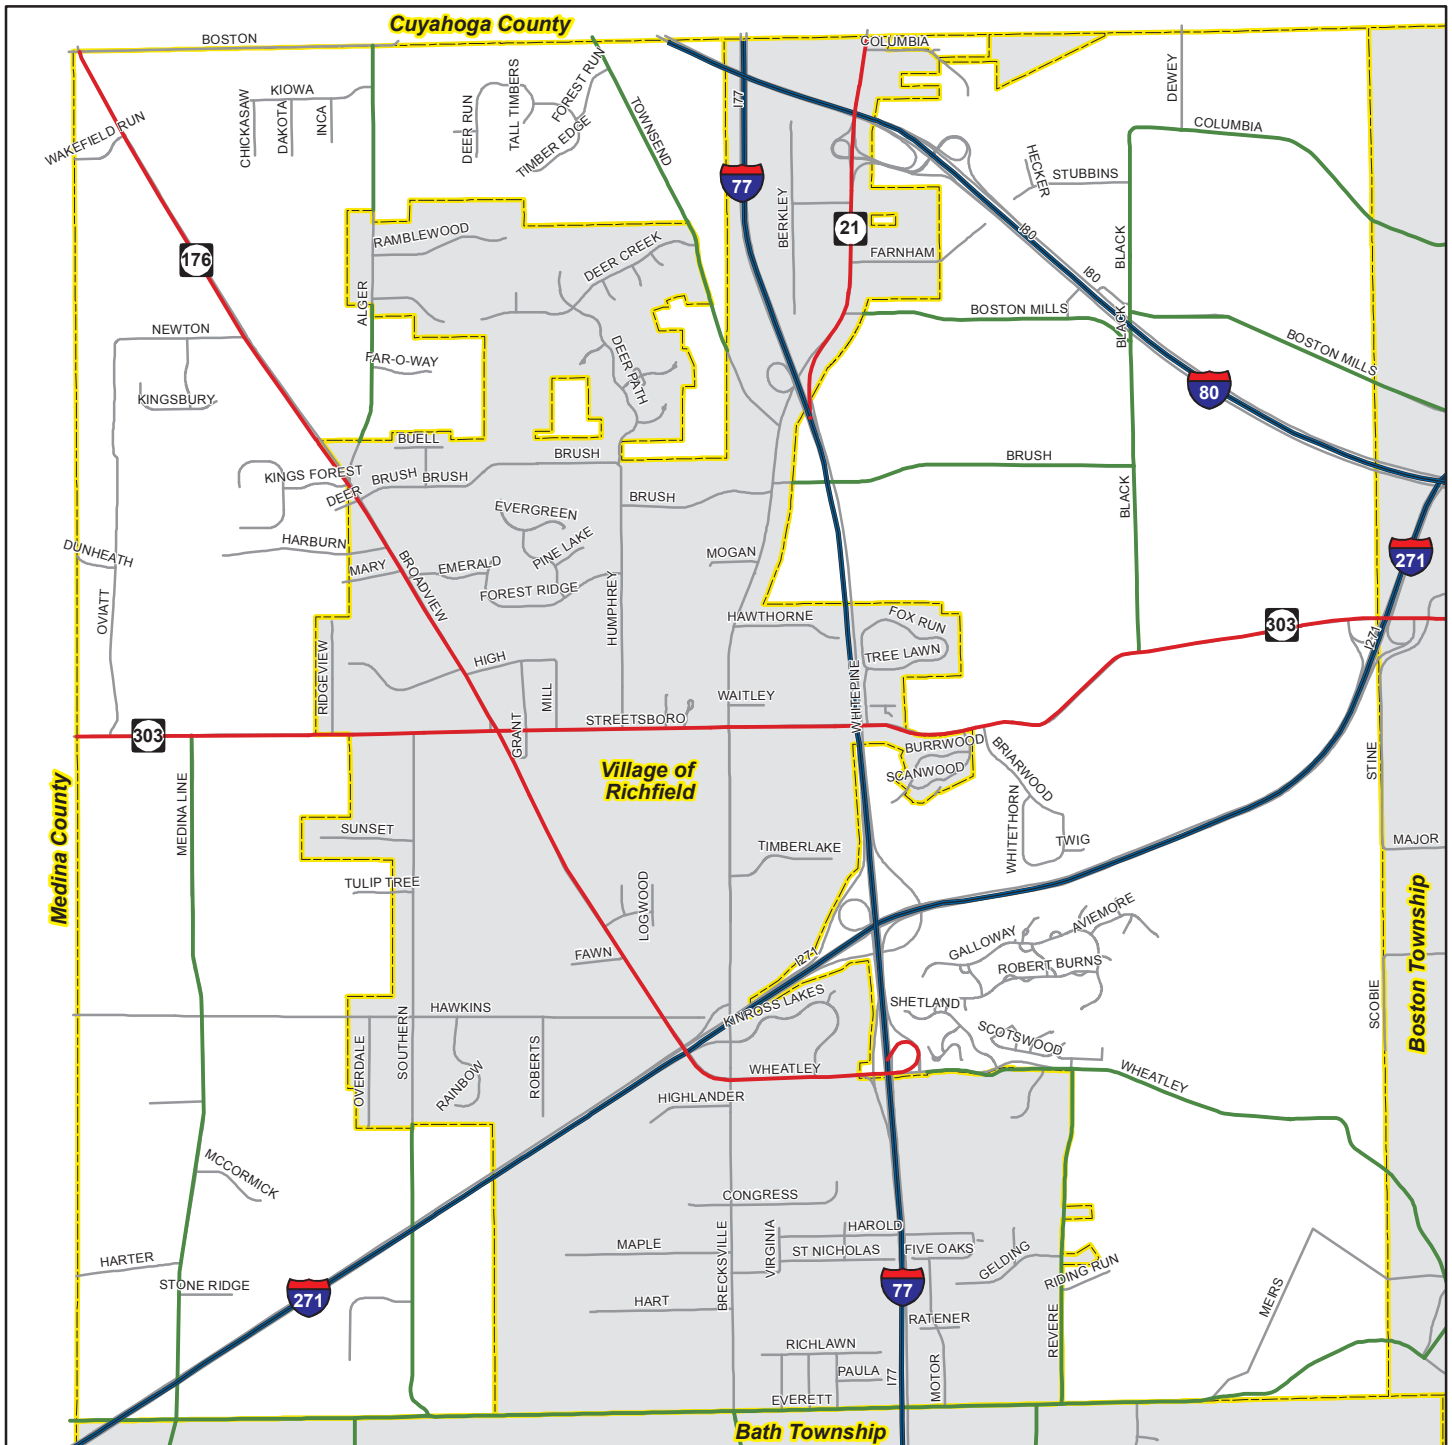 Cuyahoga County
BOSTON
COLUMBIA
DEWEY
KIOWA
CHICKASAW
DAKOTA
INCA
DEER RUN
TALL TIMBERS
FOREST RUN
TIMBER EDGE
TOWNSEND
I77
77
WAKEFIELD RUN
COLUMBIA
HECKER
STUBBINS
BERKLEY
21
FARNHAM
I80
I80
BLACK
176
RAMBLEWOOD
DEER CREEK
ALGER
BOSTON MILLS
BLACK
BOSTON MILLS
NEWTON
FAR-O-WAY
DEER PATH
80
KINGSBURY
BUELL
BRUSH
BRUSH
KINGS FOREST
BRUSH
BRUSH
DEER
BRUSH
BLACK
EVERGREEN
PINE LAKE
HARBURN
DUNHEATH
MARY
BROADVIEW
EMERALD
FOREST RIDGE
MOGAN
271
OVIATT
HUMPHREY
HAWTHORNE
FOX RUN
TREE LAWN
303
I271
RIDGEVIEW
HIGH
MILL
GRANT
WAITLEY
STREETSBORO
WHITEPINE
303
BURRWOOD
SCANWOOD
BRIARWOOD
Village of
Richfield
STINE
MEDINA LINE
Medina County
WHITETHORN
TWIG
MAJOR
SUNSET
TIMBERLAKE
TULIP TREE
LOGWOOD
FAWN
I271
GALLOWAY
AVIEMORE
ROBERT BURNS
Boston Township
SCOBIE
HAWKINS
KINROSS LAKES
SHETLAND
SCOTSWOOD
OVERDALE
SOUTHERN
RAINBOW
ROBERTS
WHEATLEY
WHEATLEY
HIGHLANDER
MCCORMICK
CONGRESS
HAROLD
MAPLE
VIRGINIA
ST NICHOLAS
FIVE OAKS
GELDING
RIDING RUN
HARTER
STONE RIDGE
271
BRECKSVILLE
77
HART
RATENER
REVERE
MEIRS
RICHLAWN
PAULA
I77
MOTOR
EVERETT
Bath Township